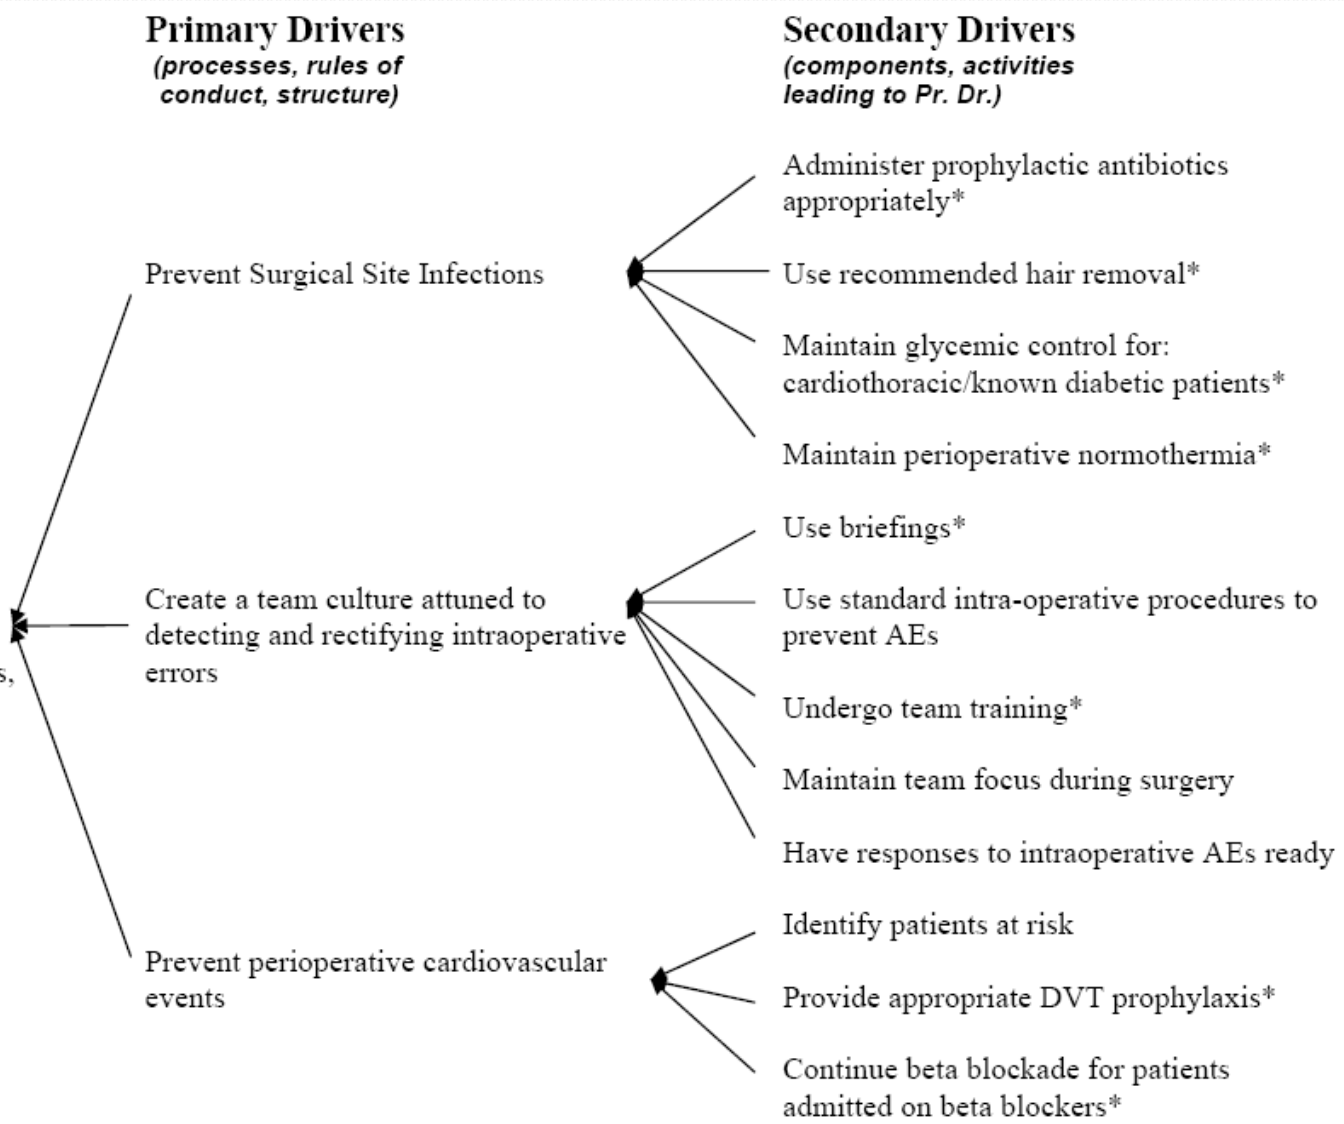 Primary Drivers
(processes, rules of
conduct, structure)
Secondary Drivers
(components, activities
leading to Pr. Dr.)
Prevent Surgical Site Infections
Administer prophylactic antibiotics
appropriately*
Use recommended hair removal*
Maintain glycemic control for:
cardiothoracic/known diabetic patients*
Maintain perioperative normothermia*
s,
Create a team culture attuned to
detecting and rectifying intraoperative
errors
Use briefings*
Use standard intra-operative procedures to
prevent AEs
Undergo team training*
Maintain team focus during surgery
Have responses to intraoperative AEs ready
Prevent perioperative cardiovascular
events
Identify patients at risk
Provide appropriate DVT prophylaxis*
Continue beta blockade for patients
admitted on beta blockers*